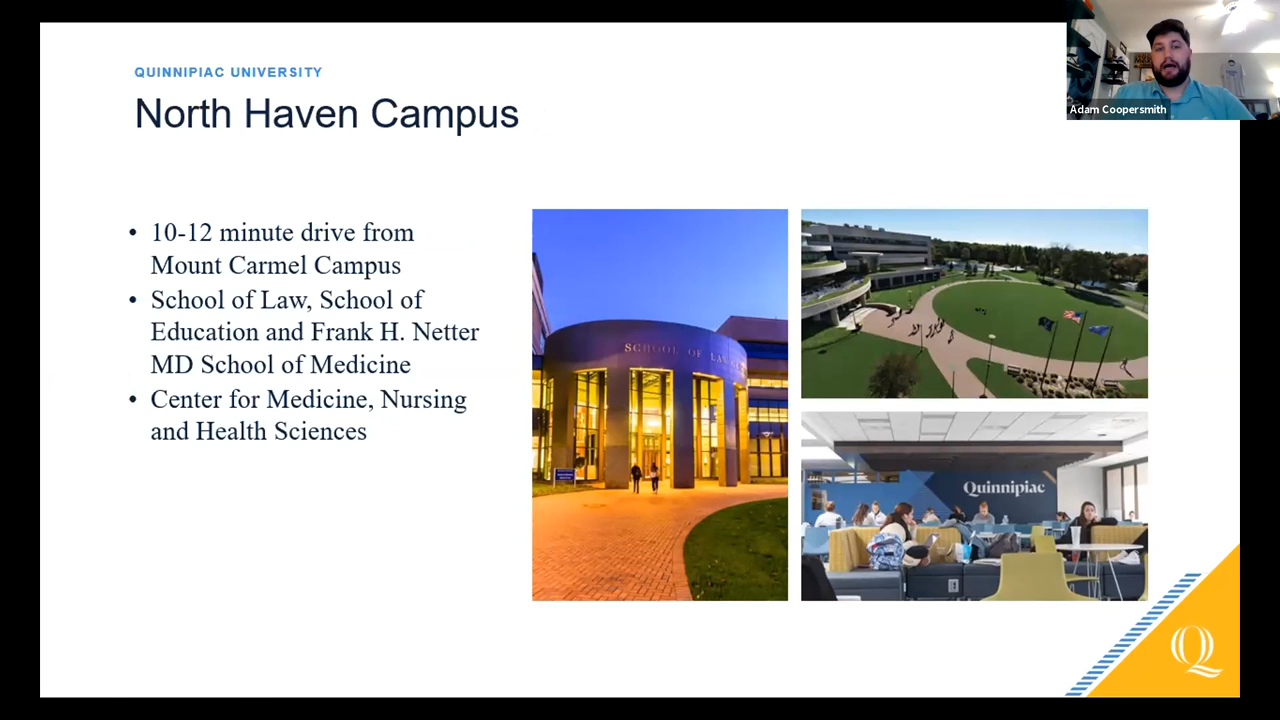 QUINNIPIAC UNIVERSITY
North Haven Campus
Adam Coopersmith
• 10-12 minute drive from
Mount Carmel Campus
• School of Law, School of
Education and Frank H. Netter
MD School of Medicine
• Center for Medicine, Nursing
and Health Sciences
SCHOOL OF LAW
Quinnipiac
Q